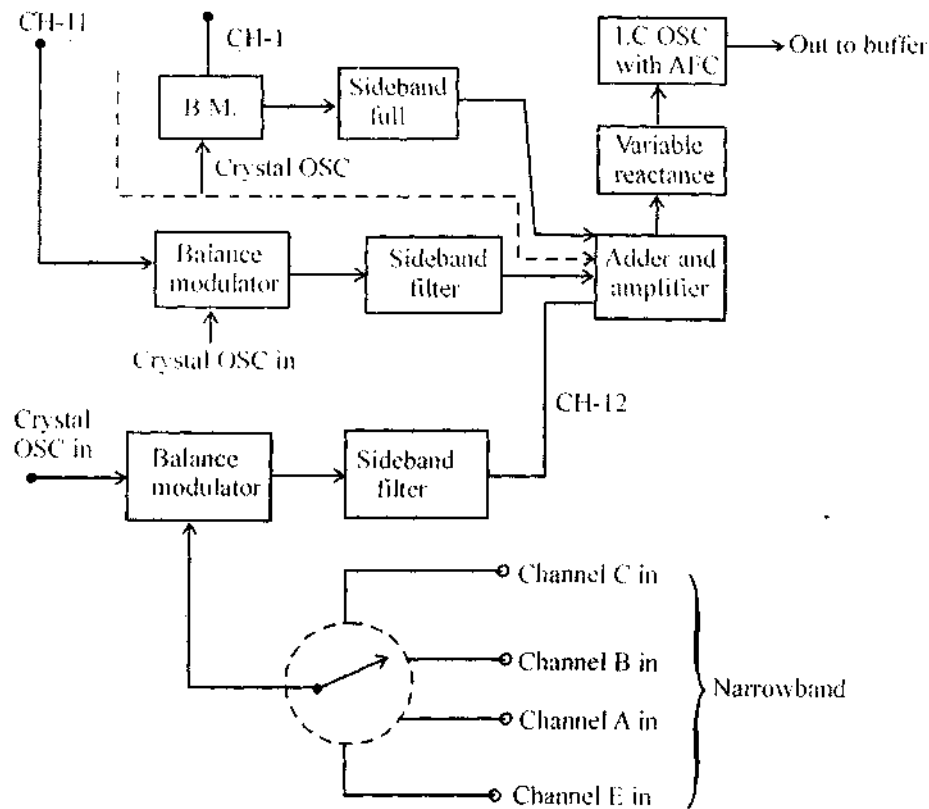 CH-11
CH-1
B.M.
Sideband
full
Crystal OSC
LC OSC
with AFC
Out to buffer
Variable
reactance
Balance
modulator
Sideband
filter
Adder and
amplifier
Crystal OSC in
CH-12
Crystal
OSC in
Balance
modulator
Sideband
filter
Channel C in
Channel B in
Channel A in
Channel E in
Narrowband